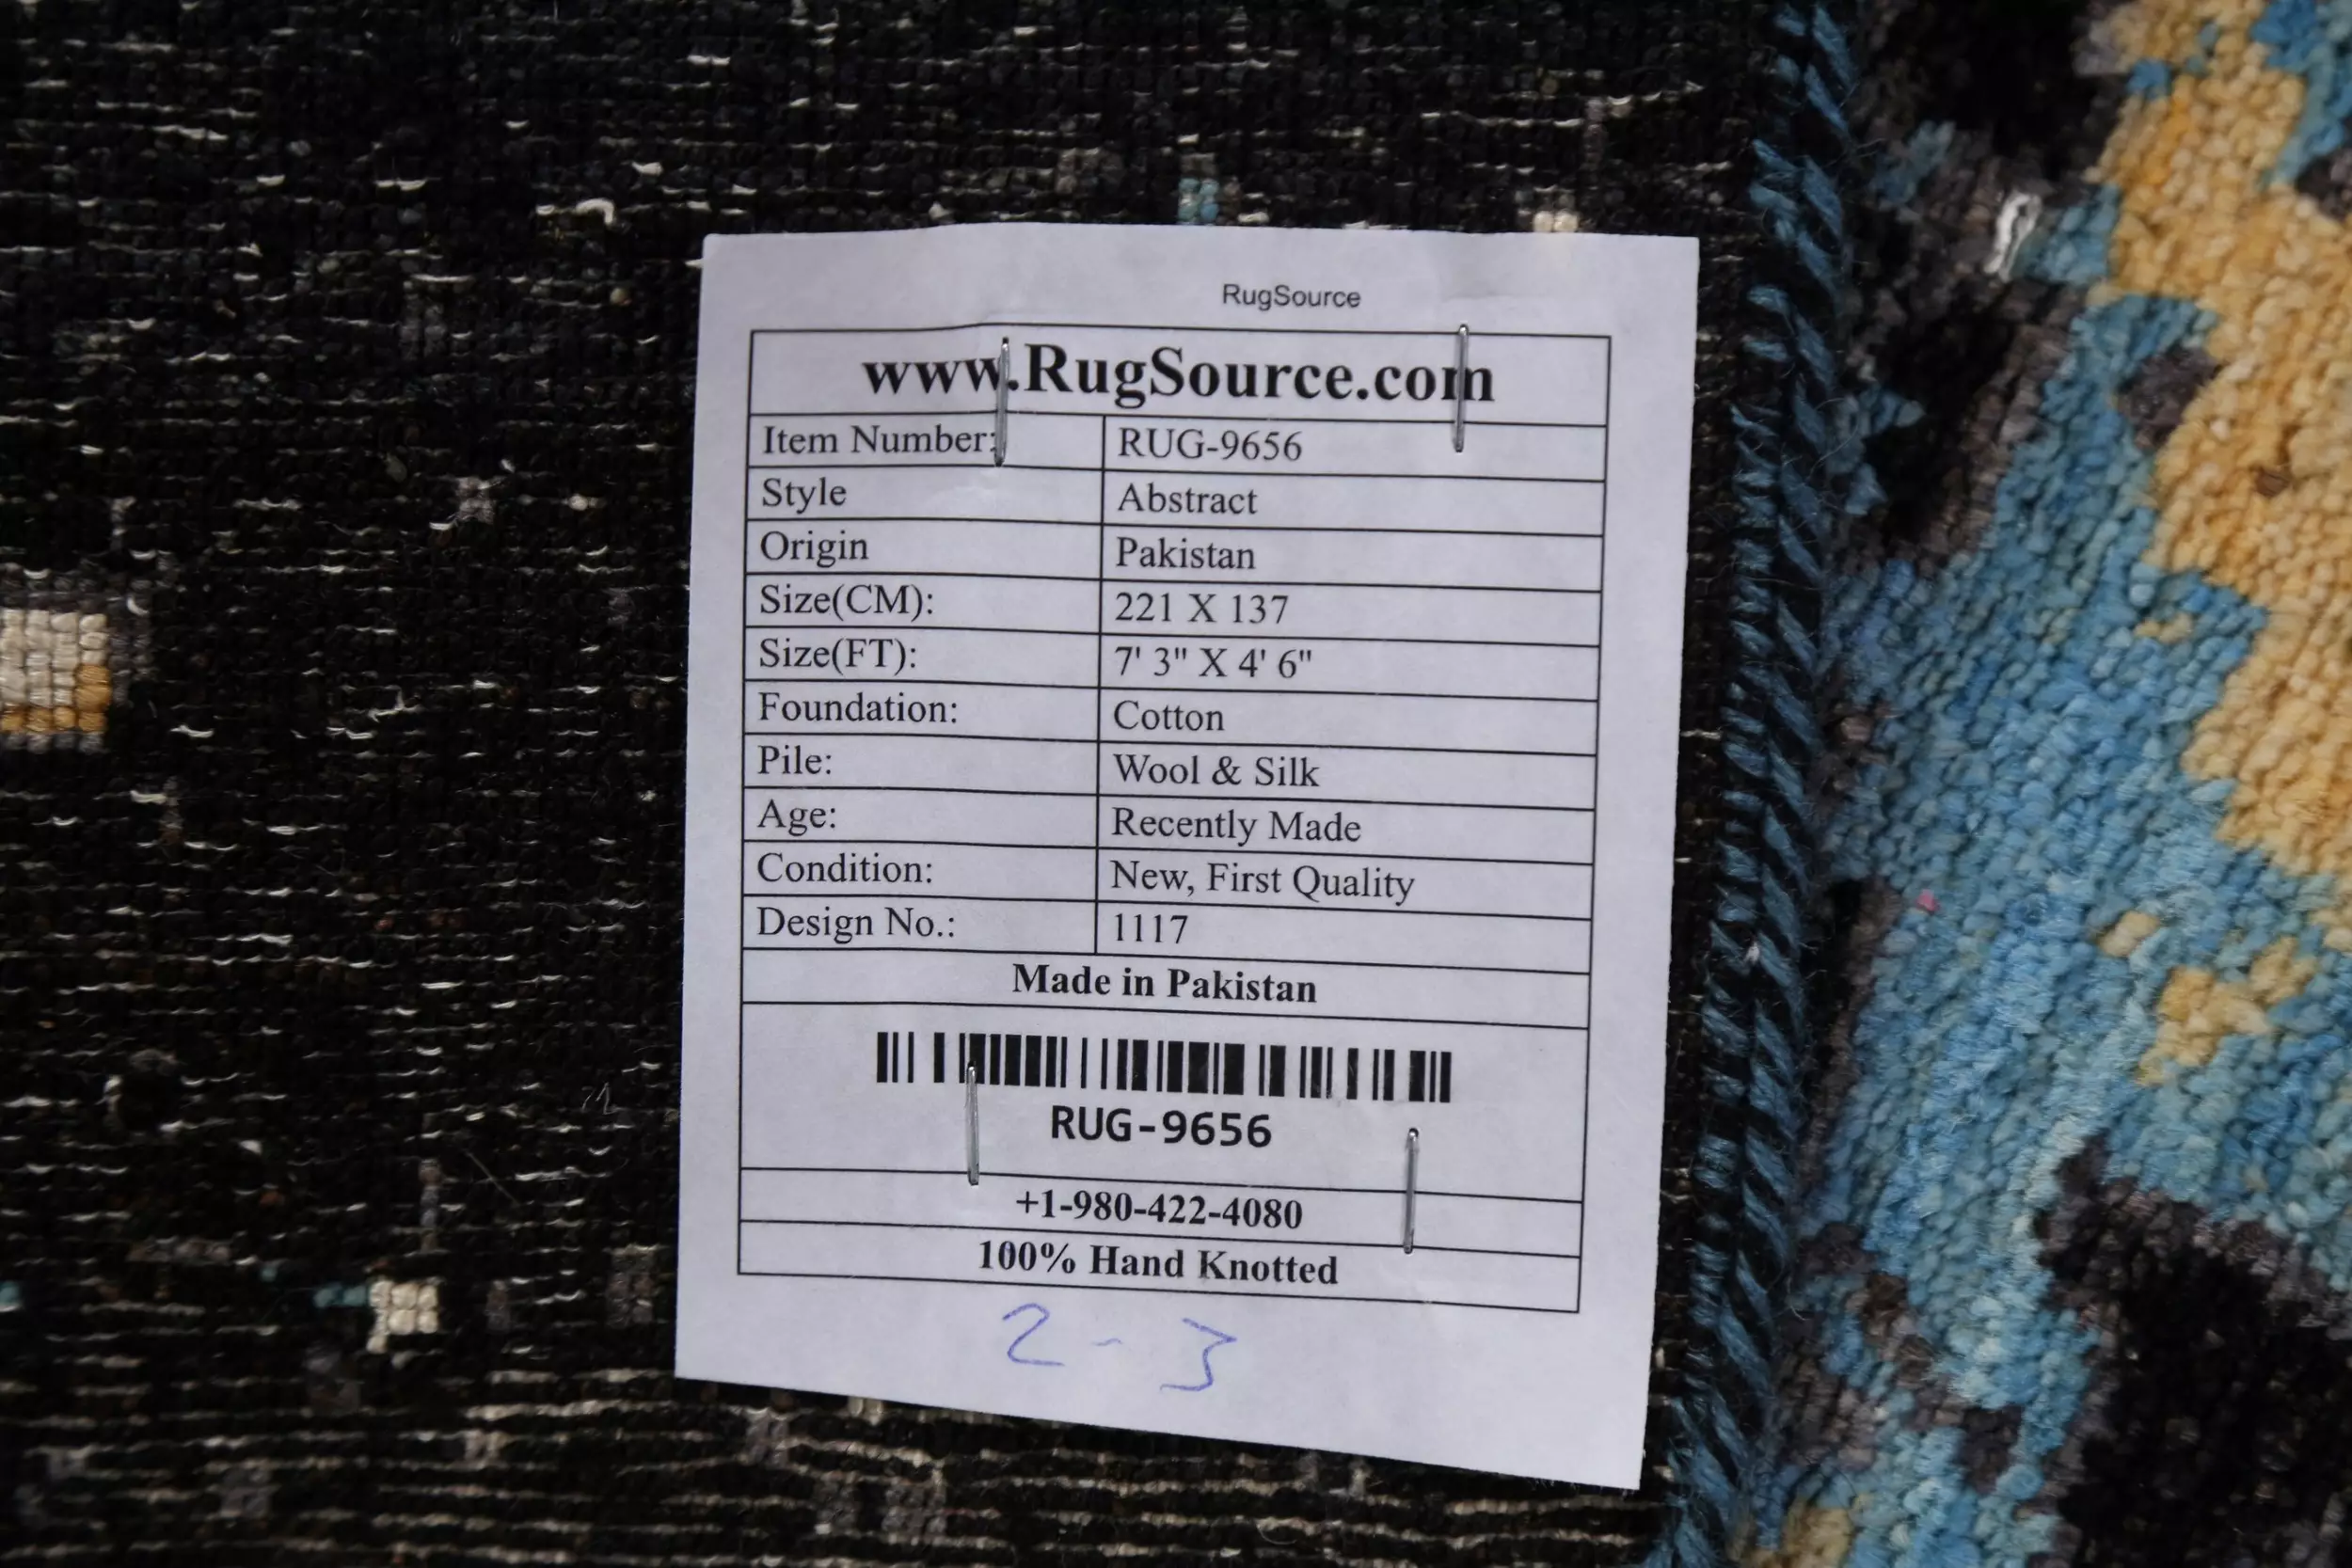 RugSource
www.RugSource.com
Item Number: RUG-9656
Style Abstract
Origin Pakistan
Size(CM): 221 X 137
Size(FT): 7' 3" X 4' 6"
Foundation: Cotton
Pile: Wool & Silk
Age: Recently Made
Condition: New, First Quality
Design No.: 1117
Made in Pakistan
RUG-9656
+1-980-422-4080
100% Hand Knotted
2 - 3